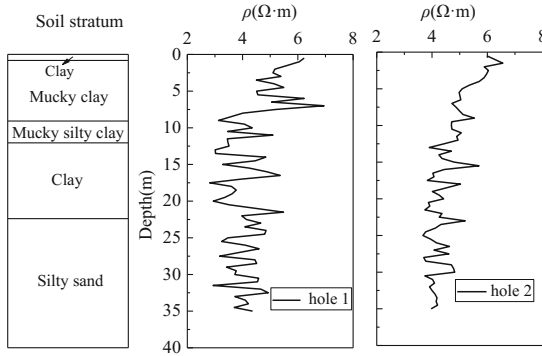 Soil stratum
Clay
Mucky clay
Mucky silty clay
Clay
Silty sand
ρ(Ω·m)
2 4 6 8
Depth(m)
0
5
10
15
20
25
30
35
40
hole 1
ρ(Ω·m)
2 4 6 8
hole 2